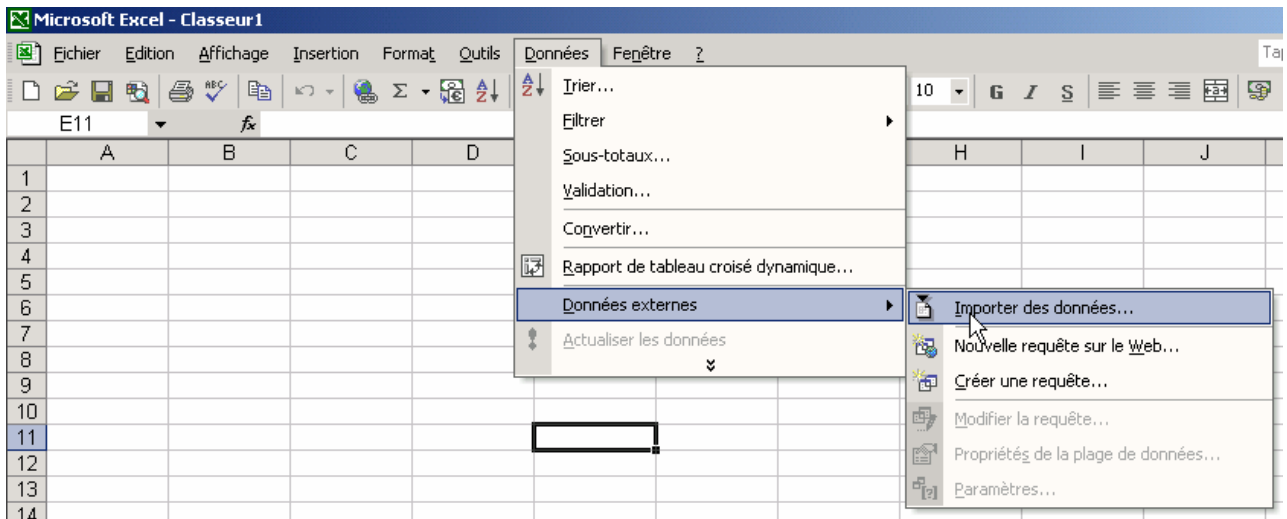 Microsoft Excel - Classeur1
Fichier Edition Affichage Insertion Format Outils Données Fenêtre ? Tap
10 G I S
E11 fx
A B C D H I J
1
2
3
4
5
6
7
8
9
10
11
12
13
14
Trier...
Filtrer
Sous-totaux...
Validation...
Convertir...
Rapport de tableau croisé dynamique...
Données externes
Actualiser les données
Importer des données...
Nouvelle requête sur le Web...
Créer une requête...
Modifier la requête...
Propriétés de la plage de données...
Paramètres...